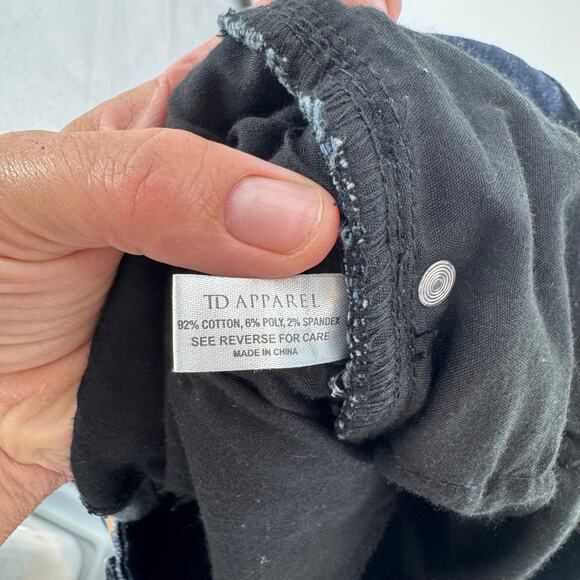 TD APPAREL
92% COTTON, 6% POLY, 2% SPANDEX
SEE REVERSE FOR CARE
MADE IN CHINA